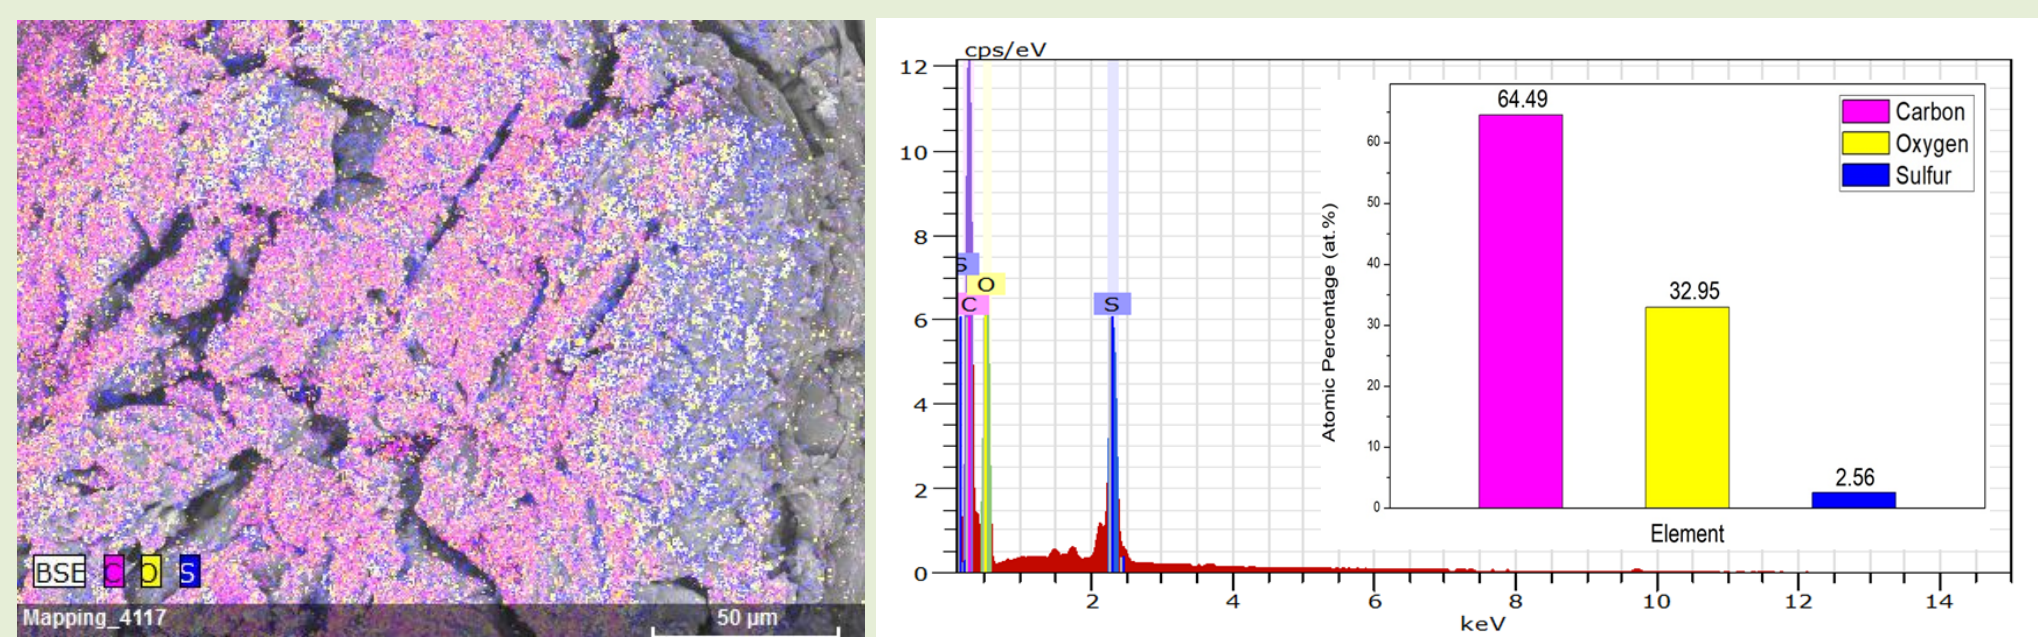 BSE C O S
Mapping_4117
50 µm
cps/eV
12
10
8
6
4
2
0
S
O
C
S
2
4
6
8
10
12
14
keV
Atomic Percentage (at.%)
60
50
40
30
20
10
0
64.49
32.95
2.56
Element
Carbon
Oxygen
Sulfur